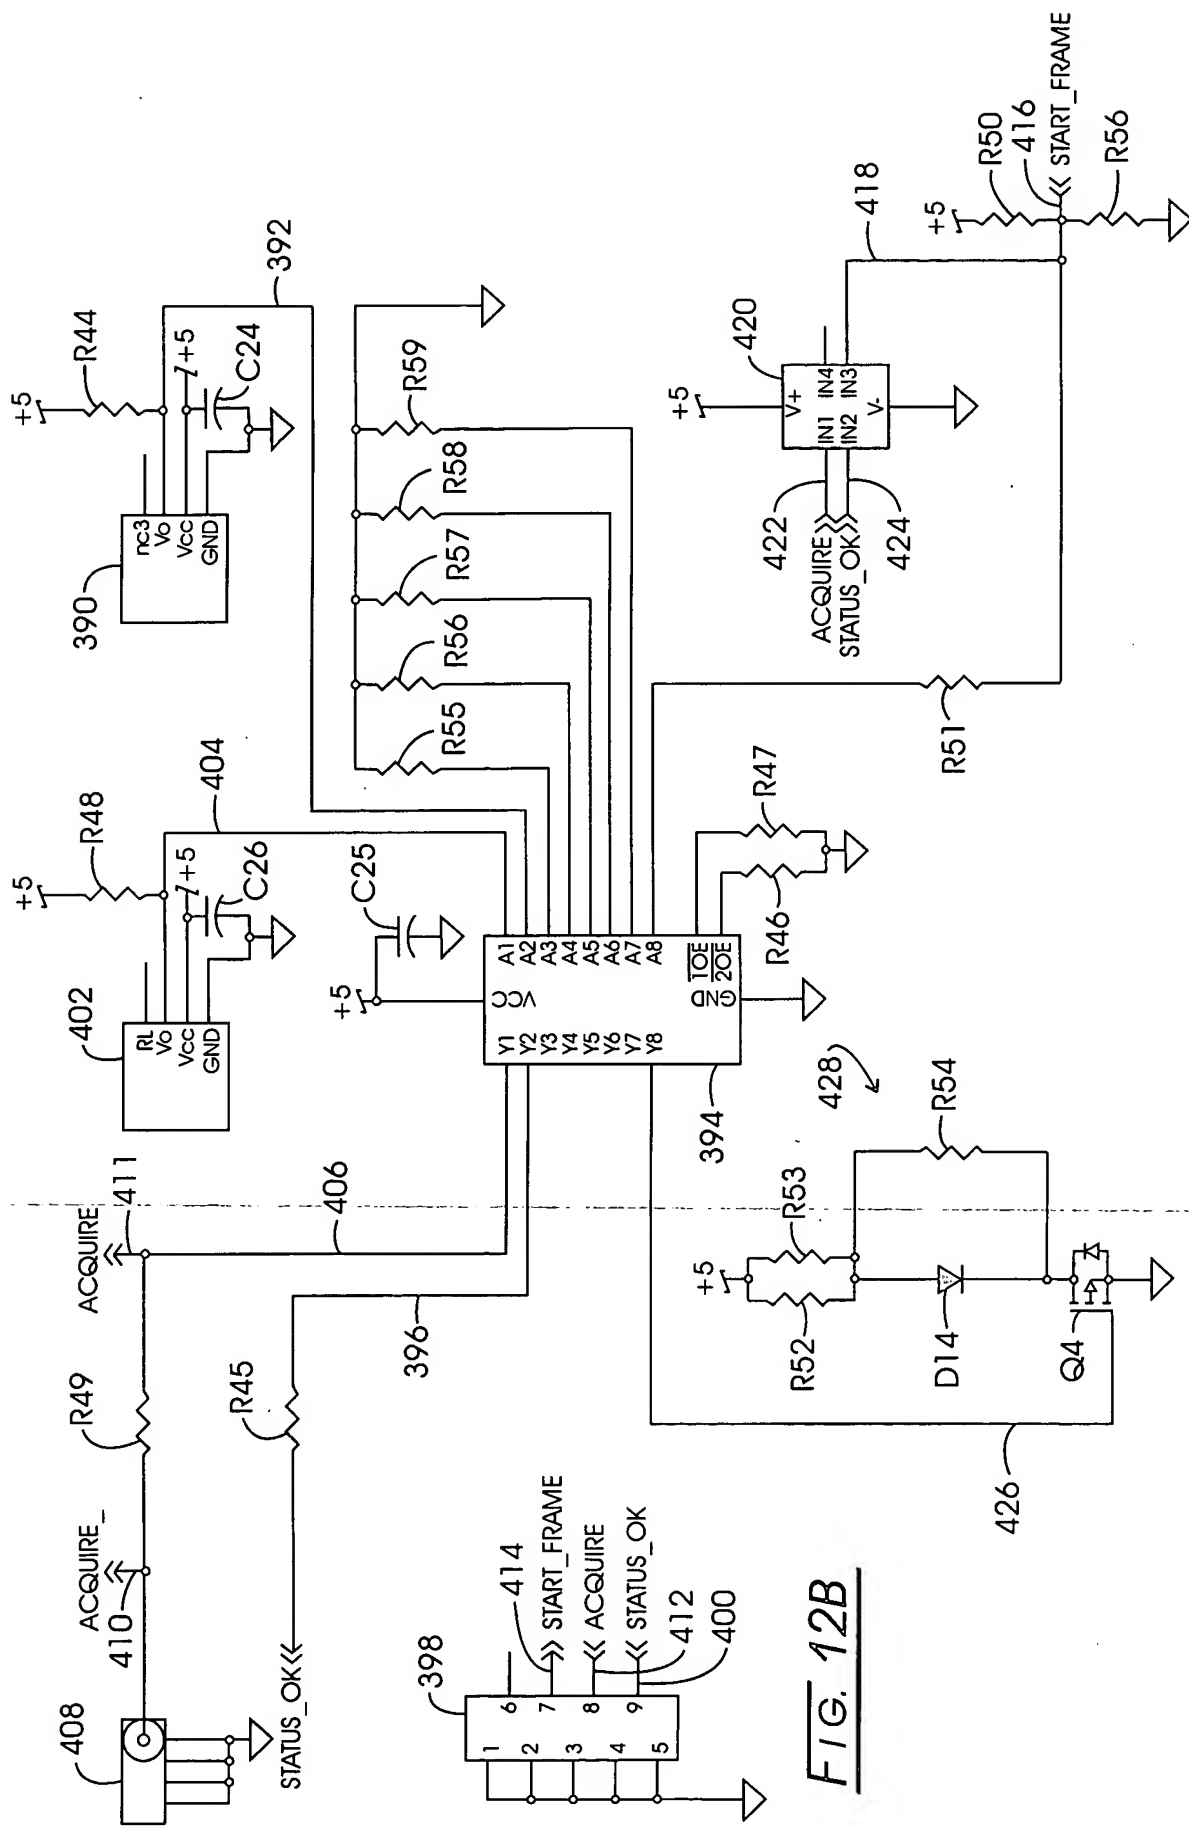 408
410
ACQUIRE_
R49
ACQUIRE
411
STATUS_OK
R45
396
406
402
RL
Vo
Vcc
GND
+5
R48
+5
C26
404
390
nc3
Vo
Vcc
GND
+5
R44
+5
C24
392
+5
C25
VCC
Y1
Y2
Y3
Y4
Y5
Y6
Y7
Y8
A1
A2
A3
A4
A5
A6
A7
A8
1OE
2OE
GND
394
R55
R56
R57
R58
R59
R46
R47
398
1
2
3
4
5
6
7
8
9
414
START_FRAME
ACQUIRE
STATUS_OK
412
400
428
+5
R52
R53
R54
D14
Q4
426
R51
ACQUIRE
STATUS_OK
422
424
+5
V+
IN1
IN2
IN4
IN3
V-
420
418
+5
R50
416
START_FRAME
R56
FIG. 12B